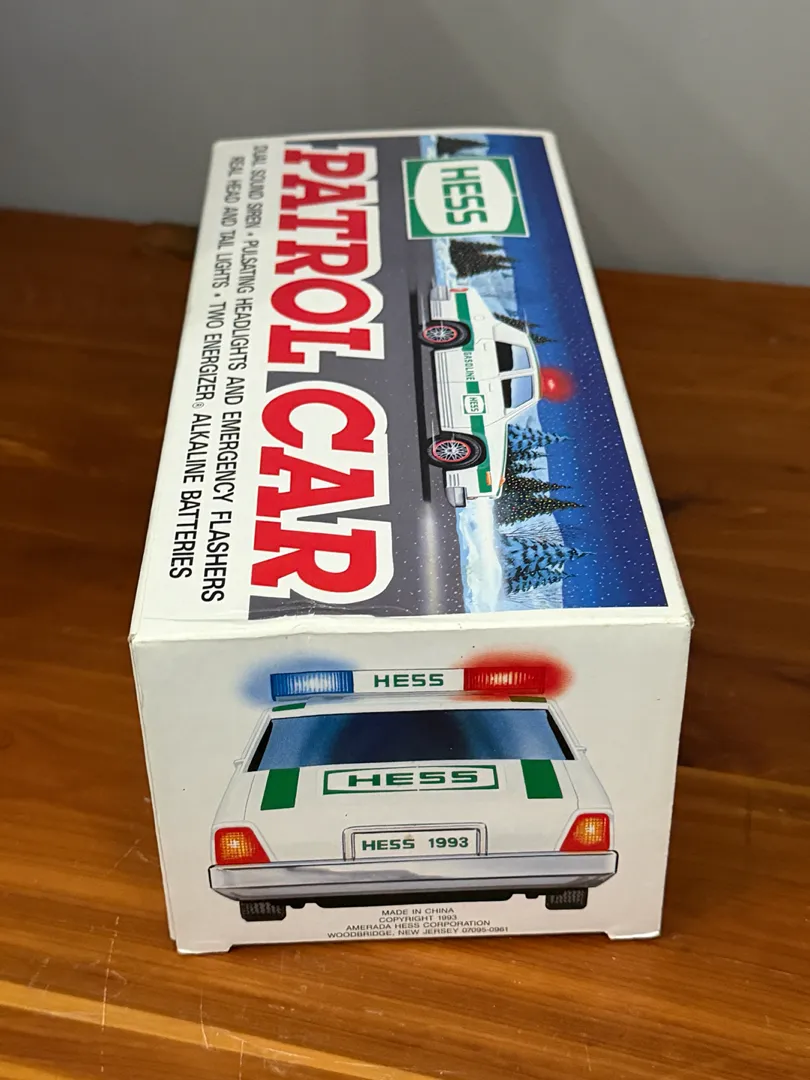 HESS
GASOLINE
HESS
PATROL CAR
DUAL SOUND SIREN • PULSATING HEADLIGHTS AND EMERGENCY FLASHERS
REAL HEAD AND TAIL LIGHTS • TWO ENERGIZER® ALKALINE BATTERIES
HESS
HESS
HESS 1993
MADE IN CHINA
COPYRIGHT 1993
AMERADA HESS CORPORATION
WOODBRIDGE, NEW JERSEY 07095-0961